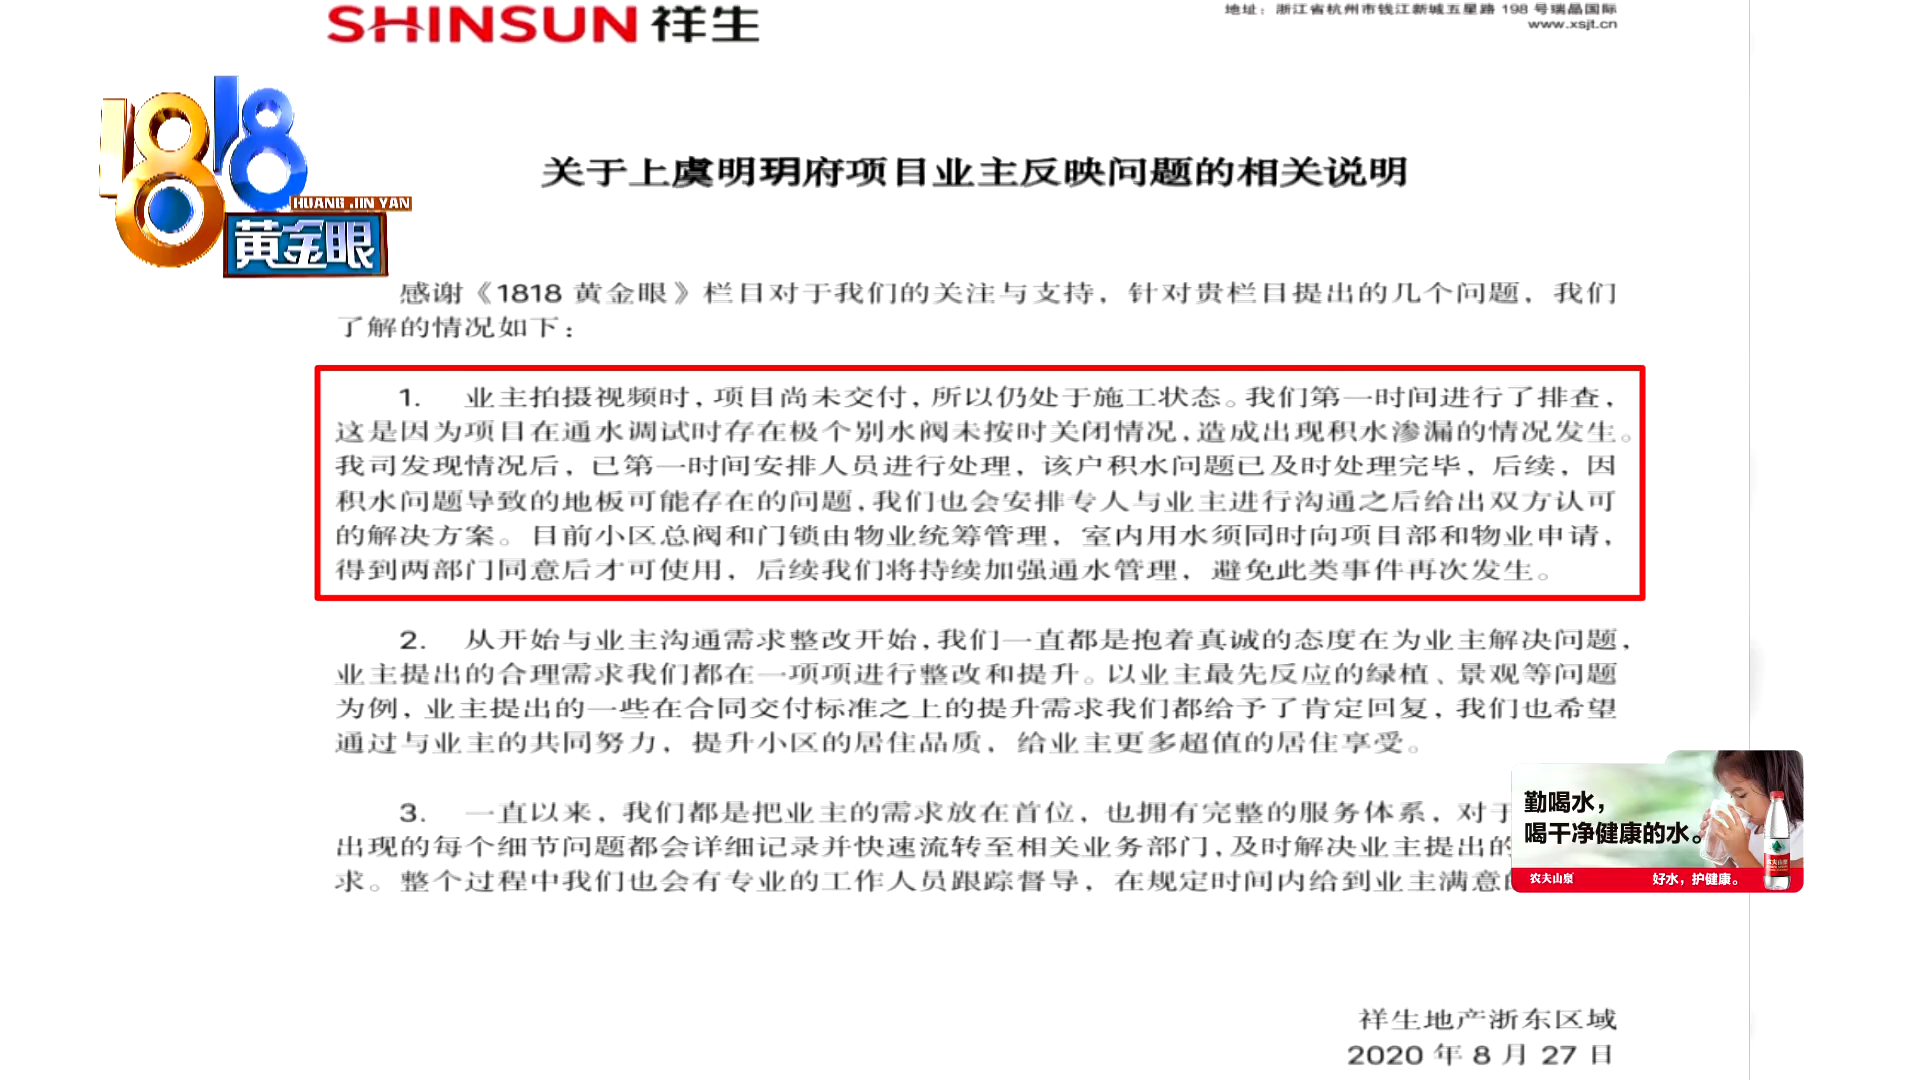 SHINSUN 祥生
地址：浙江省杭州市钱江新城五星路 198 号瑞晶国际
www.xsjt.cn
1818
HUANG JIN YAN
黄金眼
关于上虞明玥府项目业主反映问题的相关说明
感谢《1818 黄金眼》栏目对于我们的关注与支持，针对贵栏目提出的几个问题，我们
了解的情况如下：
1. 业主拍摄视频时，项目尚未交付，所以仍处于施工状态。我们第一时间进行了排查，
这是因为项目在通水调试时存在极个别水阀未按时关闭情况，造成出现积水渗漏的情况发生。
我司发现情况后，已第一时间安排人员进行处理，该户积水问题已及时处理完毕，后续，因
积水问题导致的地板可能存在的问题，我们也会安排专人与业主进行沟通之后给出双方认可
的解决方案。目前小区总阀和门锁由物业统筹管理，室内用水须同时向项目部和物业申请，
得到两部门同意后才可使用，后续我们将持续加强通水管理，避免此类事件再次发生。
2. 从开始与业主沟通需求整改开始，我们一直都是抱着真诚的态度在为业主解决问题，
业主提出的合理需求我们都在一项项进行整改和提升。以业主最先反应的绿植、景观等问题
为例，业主提出的一些在合同交付标准之上的提升需求我们都给予了肯定回复，我们也希望
通过与业主的共同努力，提升小区的居住品质，给业主更多超值的居住享受。
3. 一直以来，我们都是把业主的需求放在首位，也拥有完整的服务体系，对于
出现的每个细节问题都会详细记录并快速流转至相关业务部门，及时解决业主提出的
求。整个过程中我们也会有专业的工作人员跟踪督导，在规定时间内给到业主满意
勤喝水，
喝干净健康的水。
农夫山泉 好水，护健康。
祥生地产浙东区域
2020 年 8 月 27 日